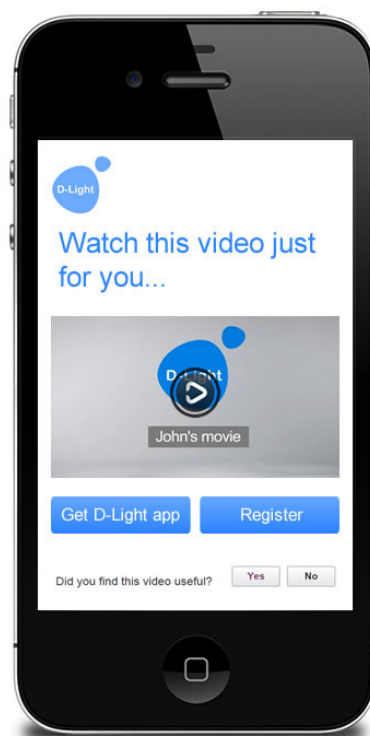 D-Light
Watch this video just
for you...
D-Light
John's movie
Get D-Light app
Register
Did you find this video useful?
Yes
No